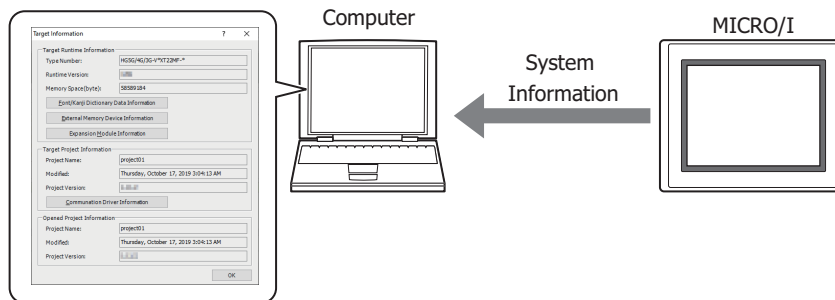 Computer
MICRO/I
System
Information
Target Information ? ×
Target Runtime Information
Type Number: HG5G/4G/3G-V*XT22MF-*
Runtime Version:
Memory Space(byte): 58589184
Font/Kanji Dictionary Data Information
External Memory Device Information
Expansion Module Information
Target Project Information
Project Name: project01
Modified: Thursday, October 17, 2019 3:04:13 AM
Project Version:
Communication Driver Information
Opened Project Information
Project Name: project01
Modified: Thursday, October 17, 2019 3:04:13 AM
Project Version:
OK